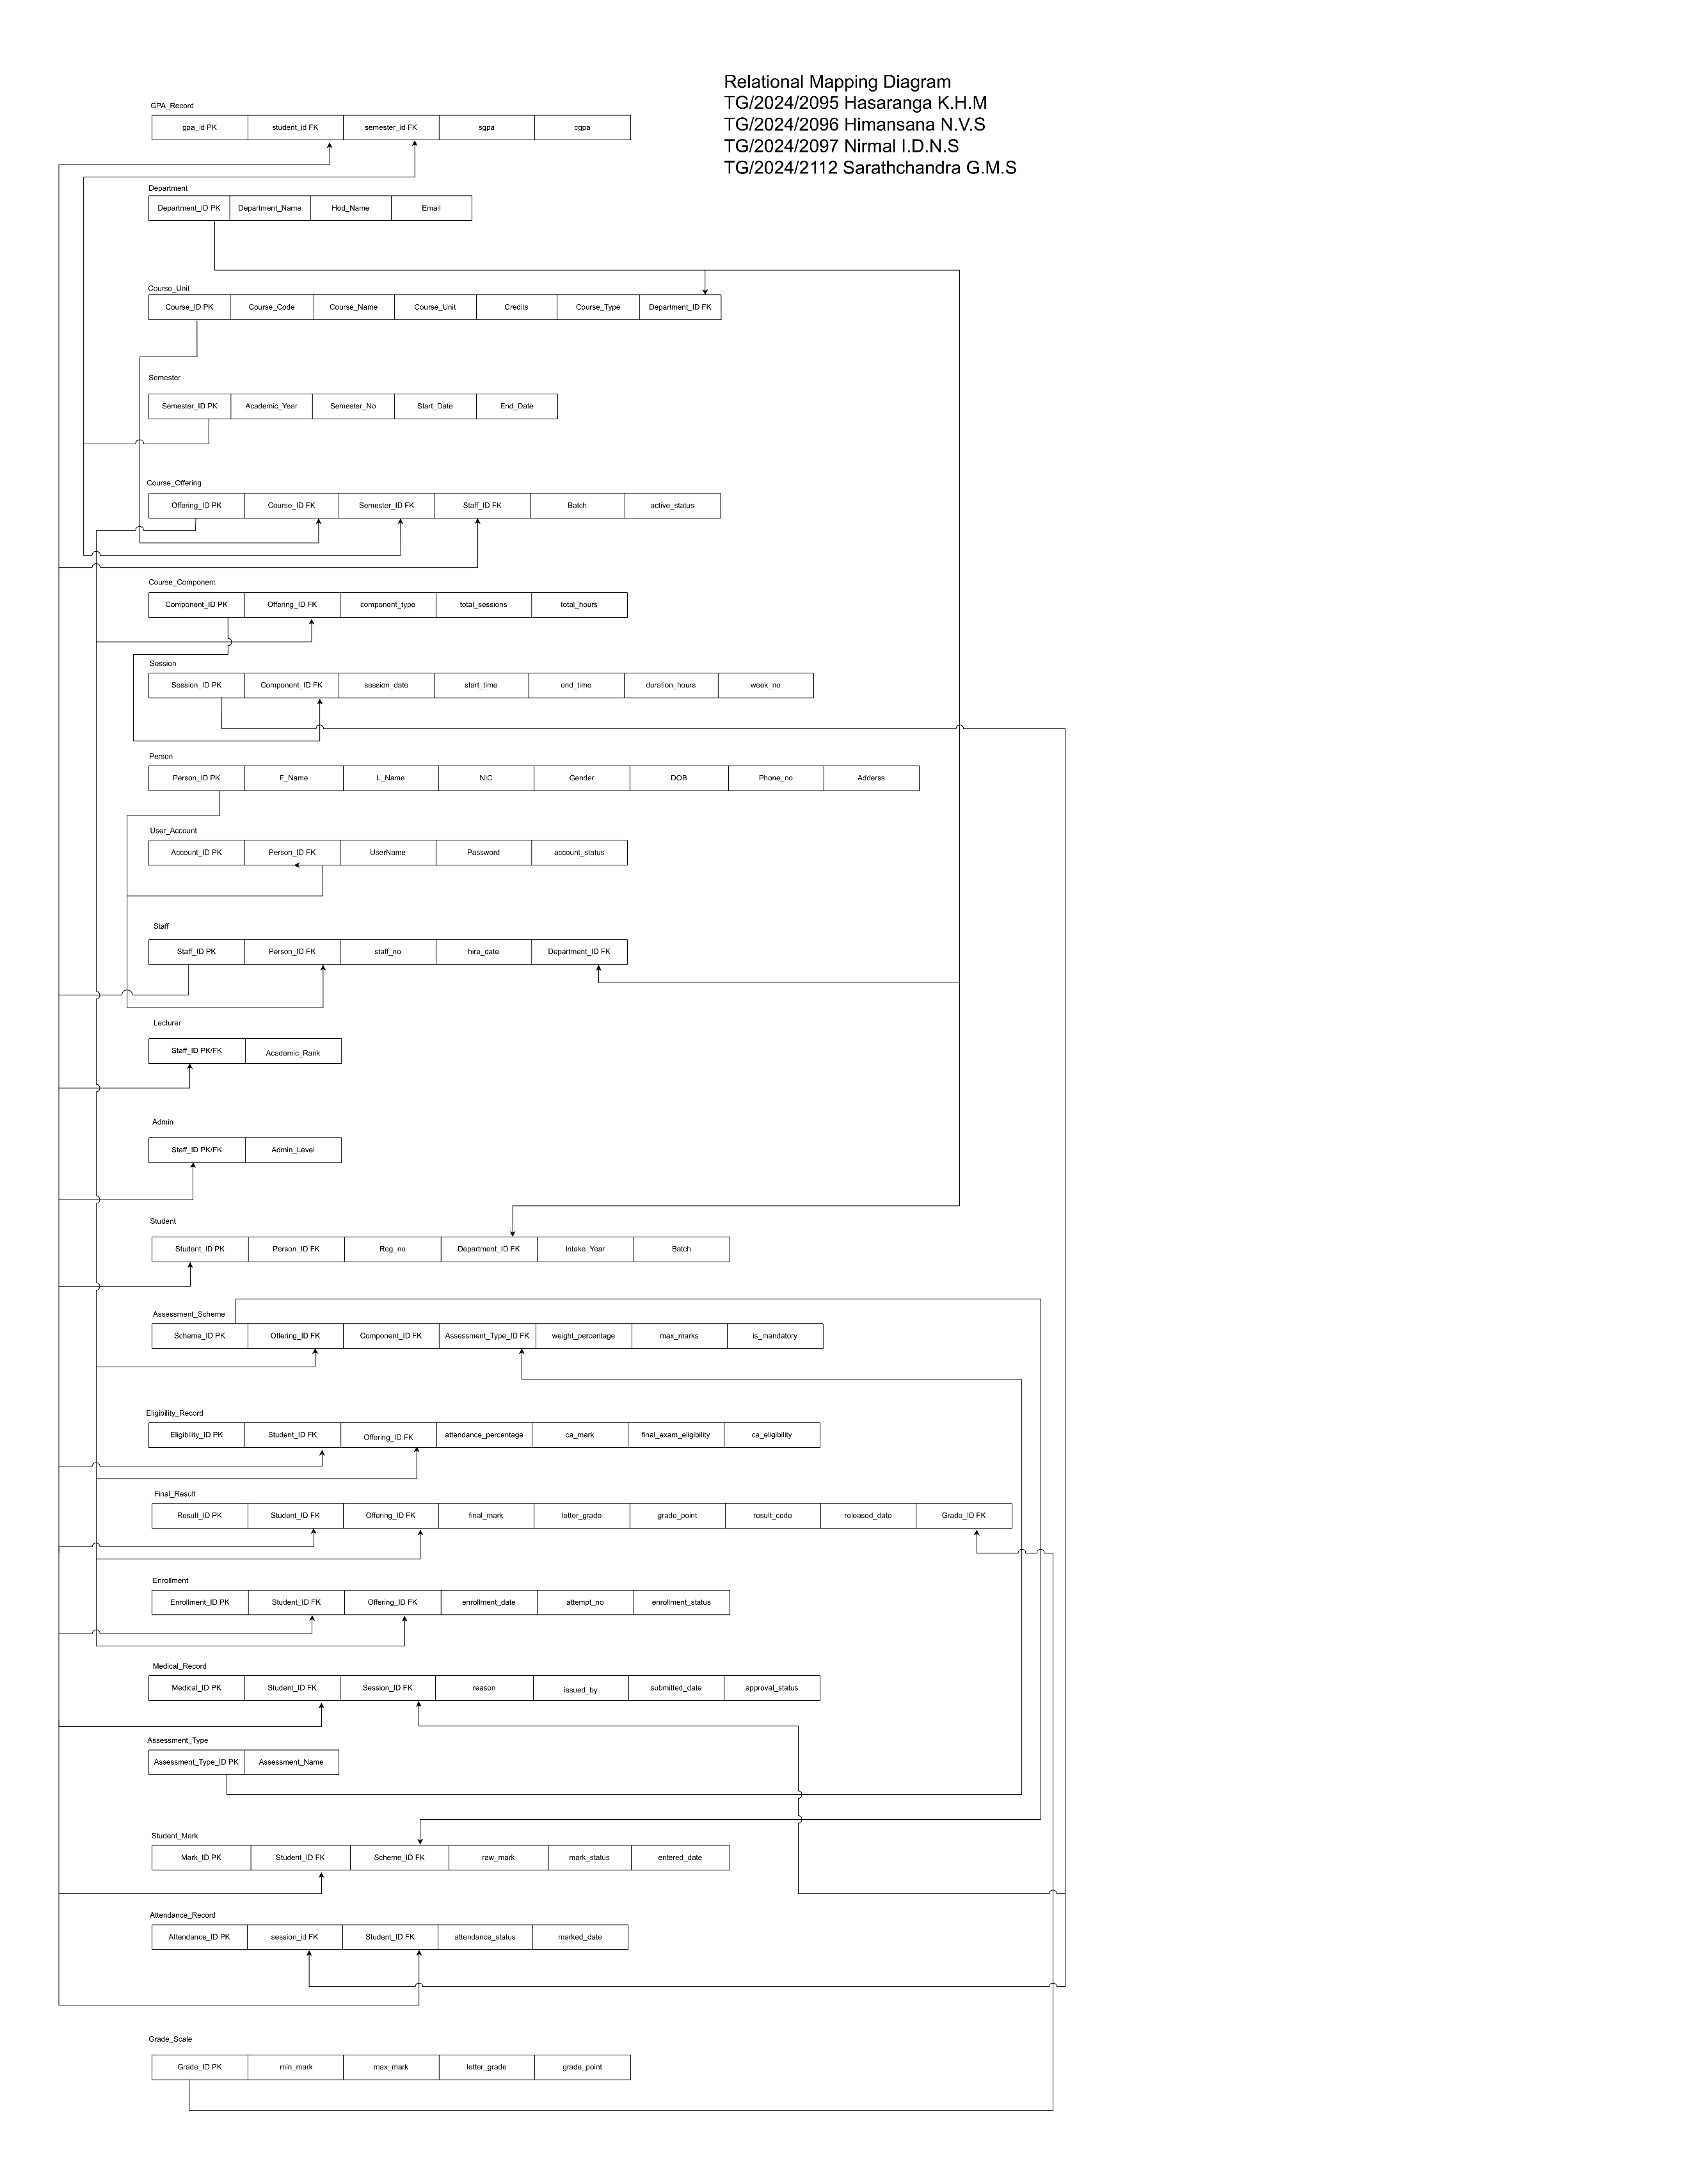 Relational Mapping Diagram
TG/2024/2095 Hasaranga K.H.M
TG/2024/2096 Himansana N.V.S
TG/2024/2097 Nirmal I.D.N.S
TG/2024/2112 Sarathchandra G.M.S
GPA_Record
gpa_id PK student_id FK semester_id FK sgpa cgpa
Department
Department_ID PK Department_Name Hod_Name Email
Course_Unit
Course_ID PK Course_Code Course_Name Course_Unit Credits Course_Type Department_ID FK
Semester
Semester_ID PK Academic_Year Semester_No Start_Date End_Date
Course_Offering
Offering_ID PK Course_ID FK Semester_ID FK Staff_ID FK Batch active_status
Course_Component
Component_ID PK Offering_ID FK component_type total_sessions total_hours
Session
Session_ID PK Component_ID FK session_date start_time end_time duration_hours week_no
Person
Person_ID PK F_Name L_Name NIC Gender DOB Phone_no Adderss
User_Account
Account_ID PK Person_ID FK UserName Password account_status
Staff
Staff_ID PK Person_ID FK staff_no hire_date Department_ID FK
Lecturer
Staff_ID PK/FK Academic_Rank
Admin
Staff_ID PK/FK Admin_Level
Student
Student_ID PK Person_ID FK Reg_no Department_ID FK Intake_Year Batch
Assessment_Scheme
Scheme_ID PK Offering_ID FK Component_ID FK Assessment_Type_ID FK weight_percentage max_marks is_mandatory
Eligibility_Record
Eligibility_ID PK Student_ID FK Offering_ID FK attendance_percentage ca_mark final_exam_eligibility ca_eligibility
Final_Result
Result_ID PK Student_ID FK Offering_ID FK final_mark letter_grade grade_point result_code released_date Grade_ID FK
Enrollment
Enrollment_ID PK Student_ID FK Offering_ID FK enrollment_date attempt_no enrollment_status
Medical_Record
Medical_ID PK Student_ID FK Session_ID FK reason issued_by submitted_date approval_status
Assessment_Type
Assessment_Type_ID PK Assessment_Name
Student_Mark
Mark_ID PK Student_ID FK Scheme_ID FK raw_mark mark_status entered_date
Attendance_Record
Attendance_ID PK session_id FK Student_ID FK attendance_status marked_date
Grade_Scale
Grade_ID PK min_mark max_mark letter_grade grade_point